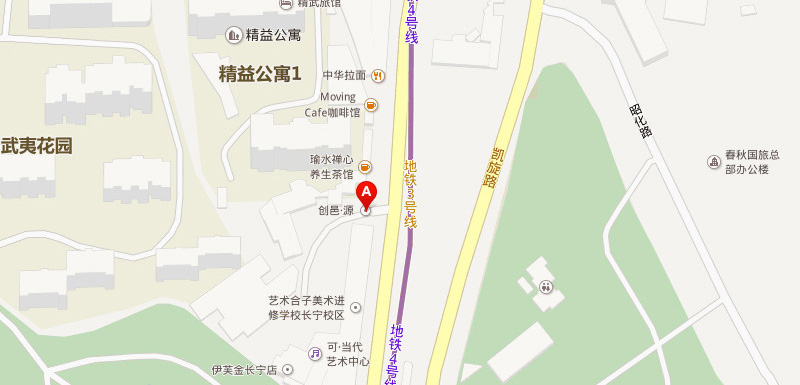 精武旅馆
铁4号线
精益公寓
精益公寓1
中华拉面
Moving
Cafe咖啡馆
昭化路
武夷花园
瑜水禅心
养生茶馆
地铁3号线
凯旋路
春秋国旅总
部办公楼
A
创邑·源
艺术合子美术进
修学校长宁校区
地铁4号线
可·当代
艺术中心
伊芙金长宁店